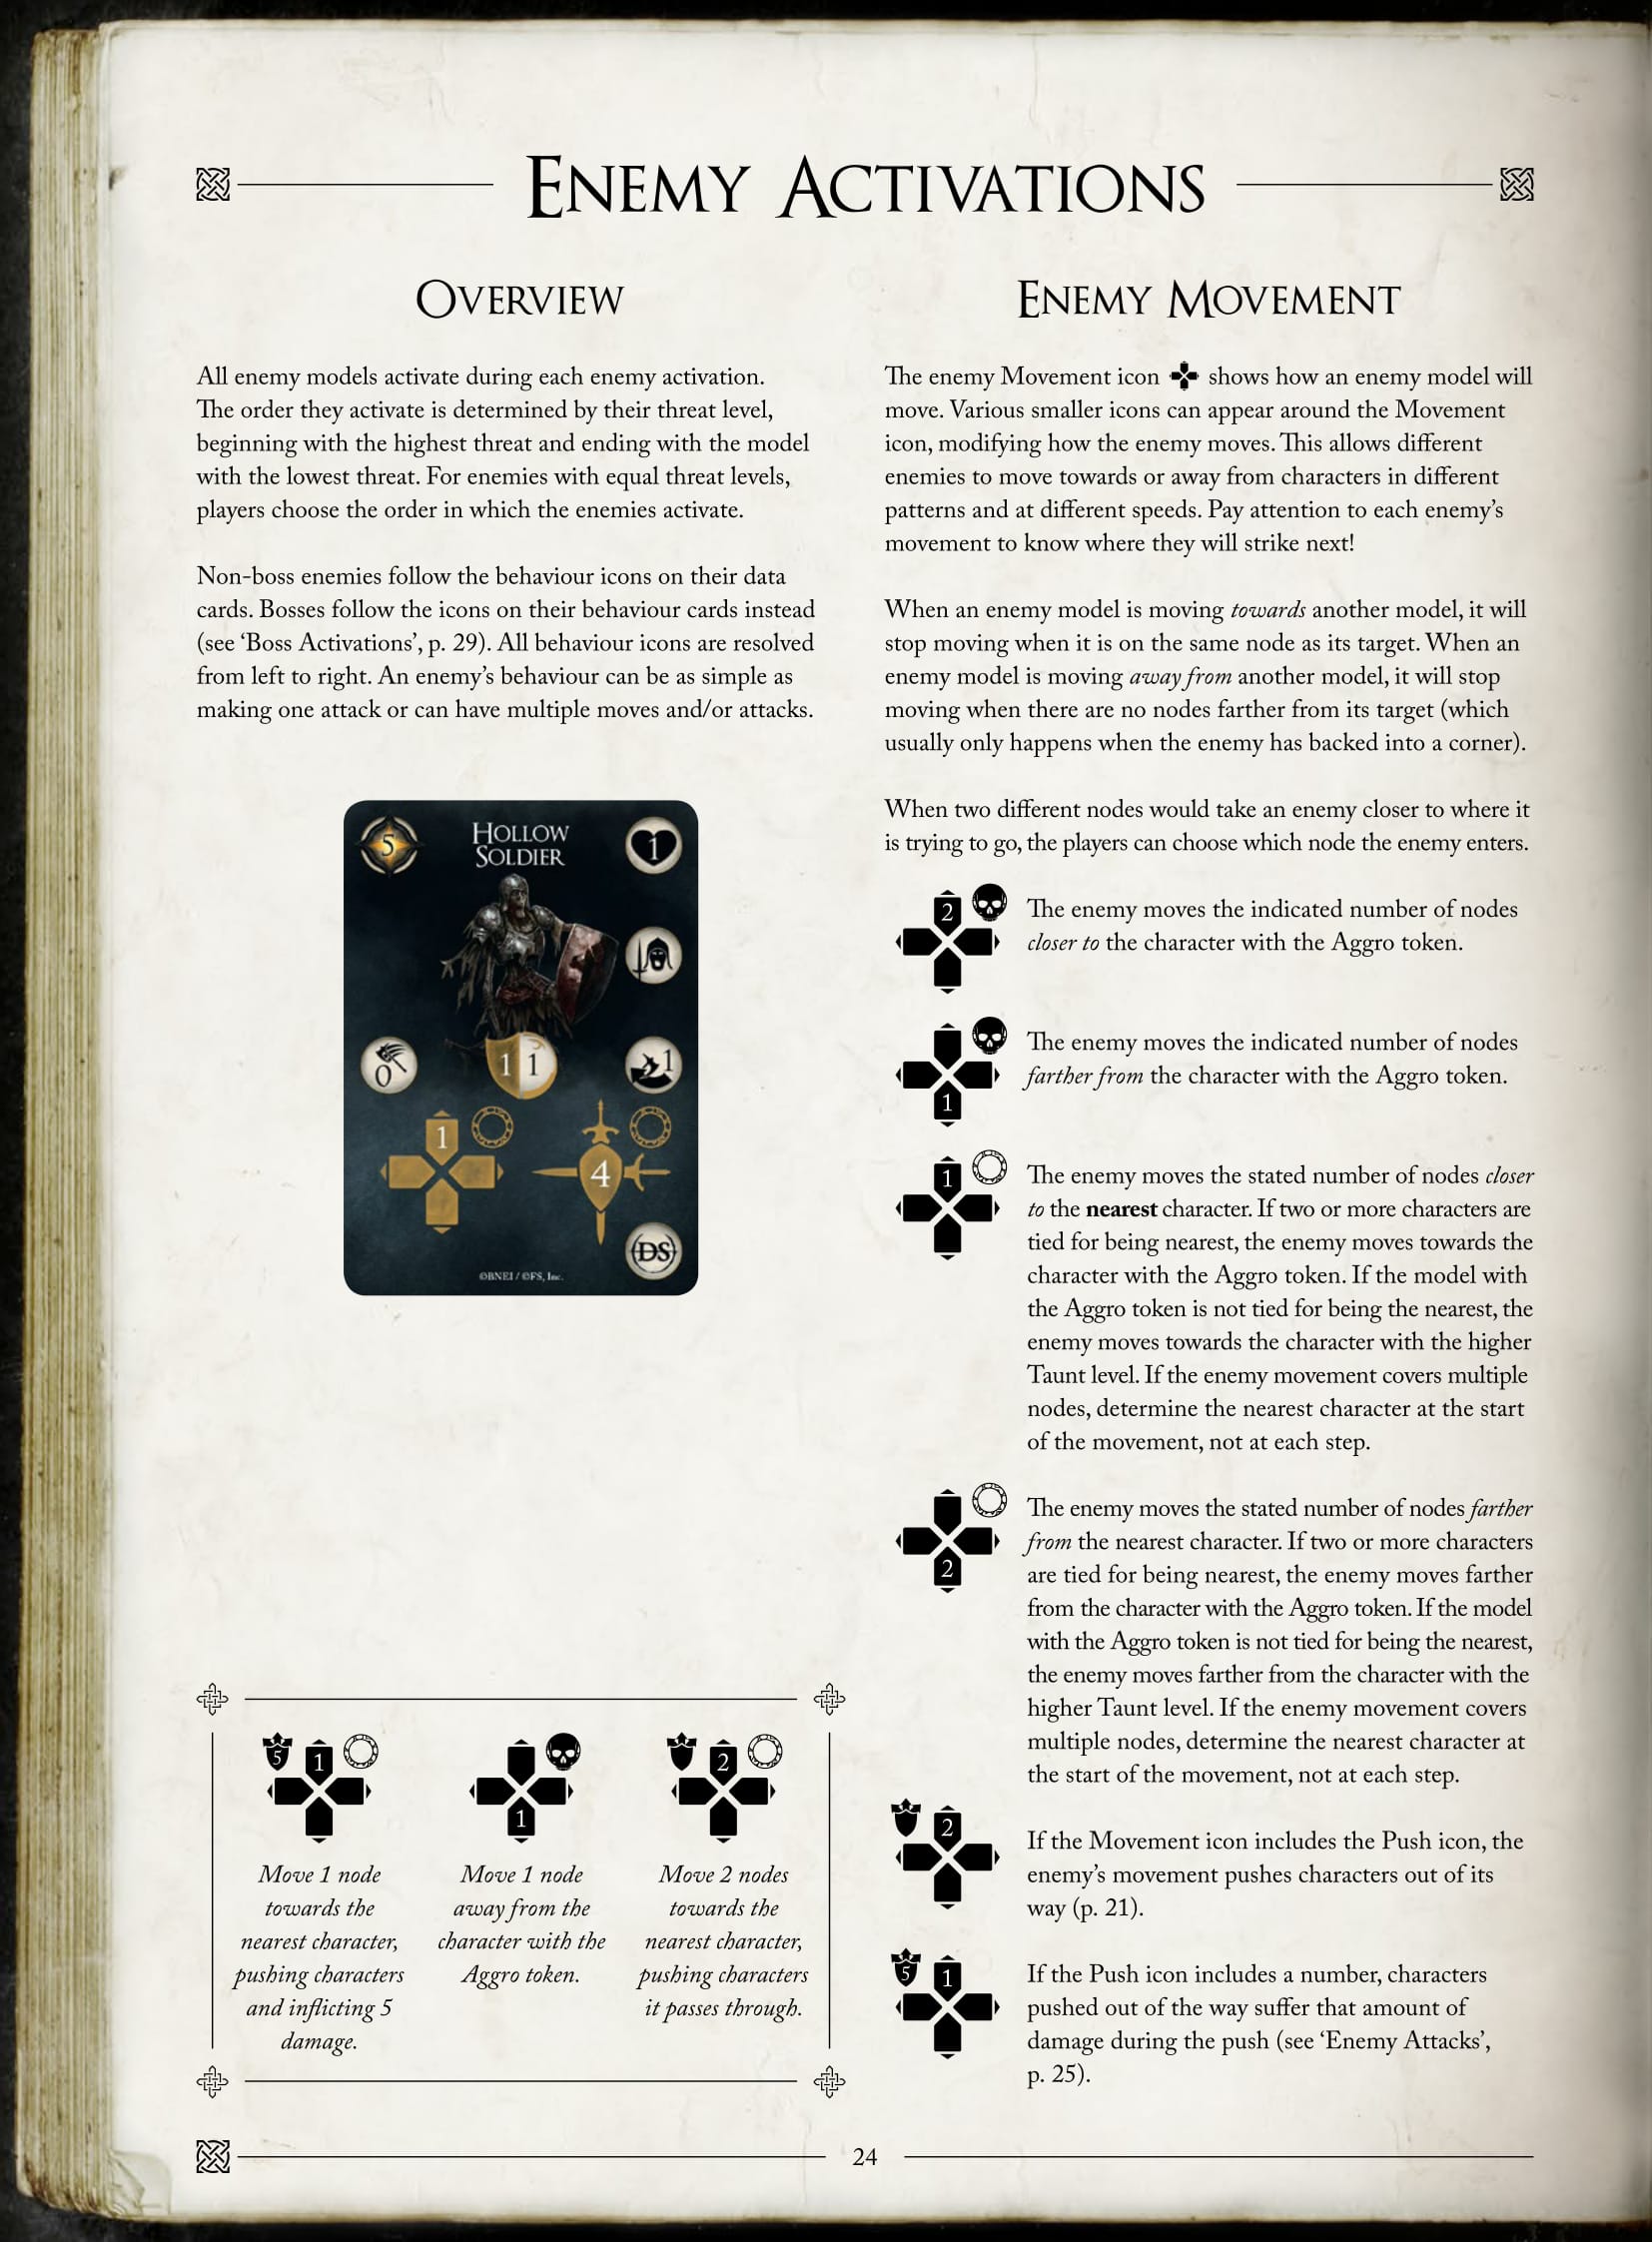 Enemy Activations
Overview
All enemy models activate during each enemy activation.
The order they activate is determined by their threat level,
beginning with the highest threat and ending with the model
with the lowest threat. For enemies with equal threat levels,
players choose the order in which the enemies activate.
Non-boss enemies follow the behaviour icons on their data
cards. Bosses follow the icons on their behaviour cards instead
(see ‘Boss Activations’, p. 29). All behaviour icons are resolved
from left to right. An enemy’s behaviour can be as simple as
making one attack or can have multiple moves and/or attacks.
5
Hollow
Soldier
1
0
1 1
1
1
4
(DS)
©BNEI / ©FS, Inc.
5 1
Move 1 node
towards the
nearest character,
pushing characters
and inflicting 5
damage.
1
Move 1 node
away from the
character with the
Aggro token.
2
Move 2 nodes
towards the
nearest character,
pushing characters
it passes through.
Enemy Movement
The enemy Movement icon shows how an enemy model will
move. Various smaller icons can appear around the Movement
icon, modifying how the enemy moves. This allows different
enemies to move towards or away from characters in different
patterns and at different speeds. Pay attention to each enemy’s
movement to know where they will strike next!
When an enemy model is moving towards another model, it will
stop moving when it is on the same node as its target. When an
enemy model is moving away from another model, it will stop
moving when there are no nodes farther from its target (which
usually only happens when the enemy has backed into a corner).
When two different nodes would take an enemy closer to where it
is trying to go, the players can choose which node the enemy enters.
2
The enemy moves the indicated number of nodes
closer to the character with the Aggro token.
1
The enemy moves the indicated number of nodes
farther from the character with the Aggro token.
1
The enemy moves the stated number of nodes closer
to the nearest character. If two or more characters are
tied for being nearest, the enemy moves towards the
character with the Aggro token. If the model with
the Aggro token is not tied for being the nearest, the
enemy moves towards the character with the higher
Taunt level. If the enemy movement covers multiple
nodes, determine the nearest character at the start
of the movement, not at each step.
2
The enemy moves the stated number of nodes farther
from the nearest character. If two or more characters
are tied for being nearest, the enemy moves farther
from the character with the Aggro token. If the model
with the Aggro token is not tied for being the nearest,
the enemy moves farther from the character with the
higher Taunt level. If the enemy movement covers
multiple nodes, determine the nearest character at
the start of the movement, not at each step.
2
If the Movement icon includes the Push icon, the
enemy’s movement pushes characters out of its
way (p. 21).
5 1
If the Push icon includes a number, characters
pushed out of the way suffer that amount of
damage during the push (see ‘Enemy Attacks’,
p. 25).
24